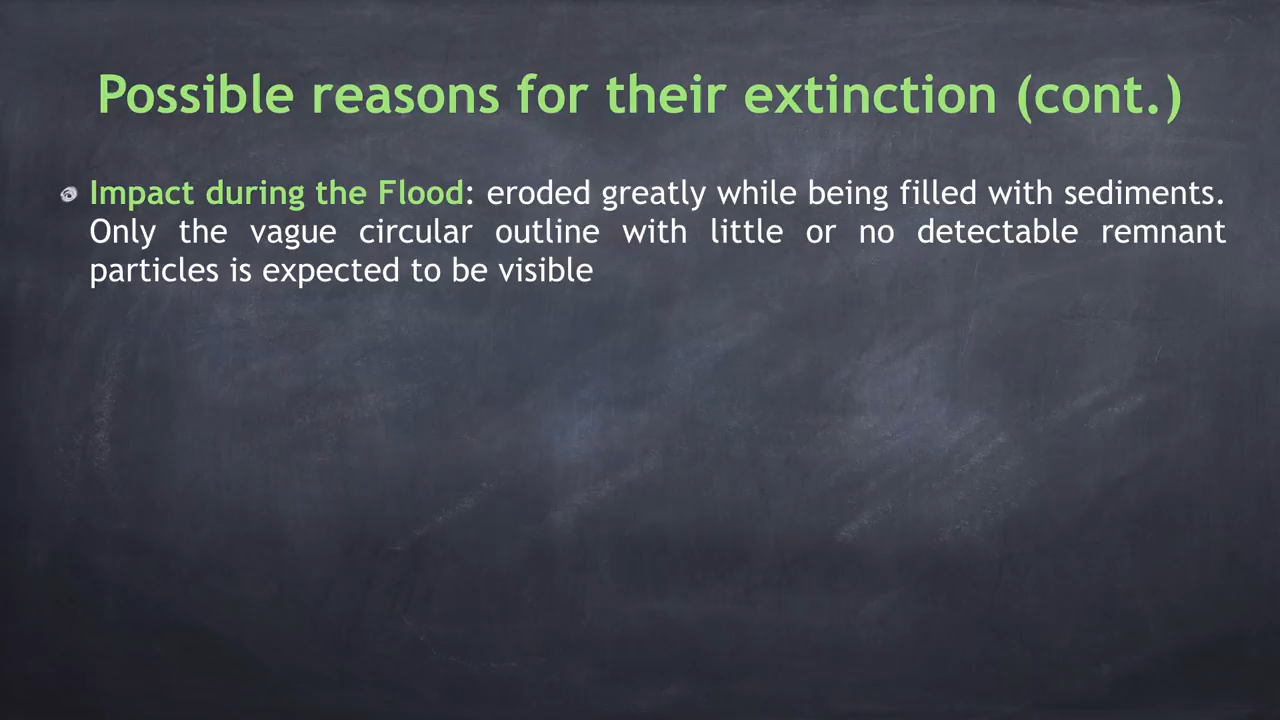 Possible reasons for their extinction (cont.)
Impact during the Flood: eroded greatly while being filled with sediments.
Only the vague circular outline with little or no detectable remnant
particles is expected to be visible